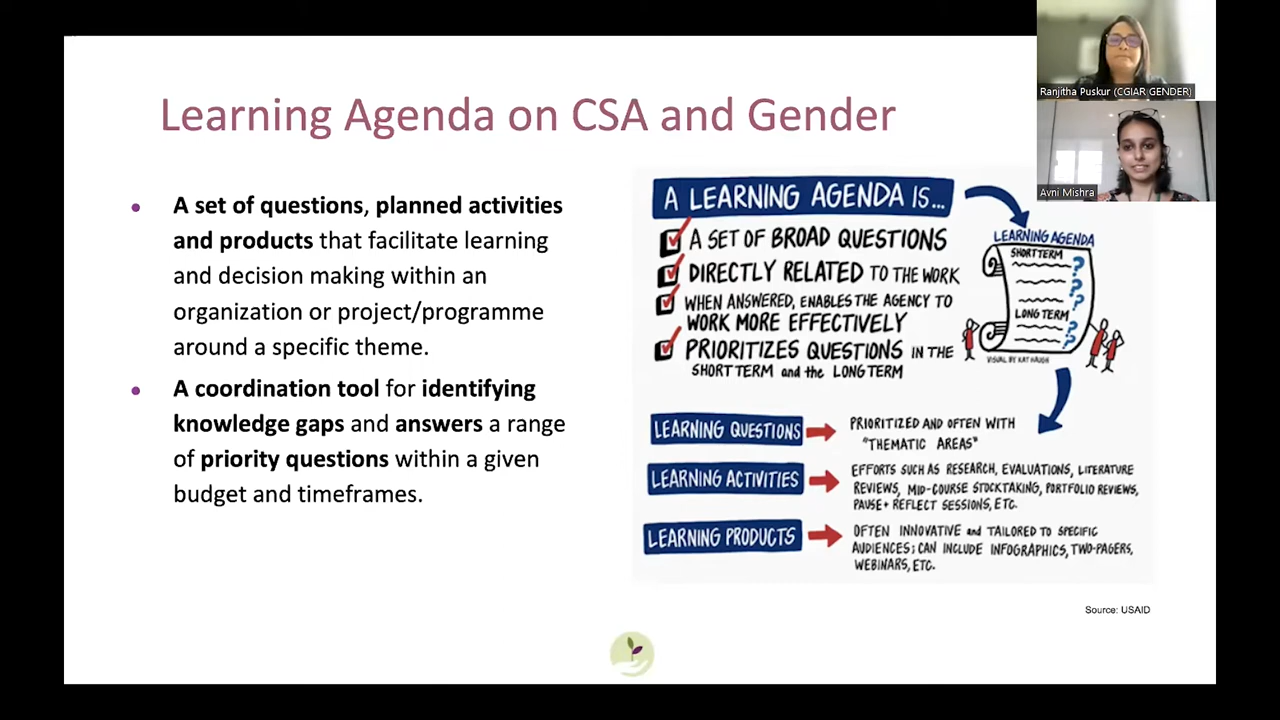 Learning Agenda on CSA and Gender
A set of questions, planned activities
and products that facilitate learning
and decision making within an
organization or project/programme
around a specific theme.
A coordination tool for identifying
knowledge gaps and answers a range
of priority questions within a given
budget and timeframes.
A LEARNING AGENDA IS...
A SET OF BROAD QUESTIONS
DIRECTLY RELATED TO THE WORK
WHEN ANSWERED, ENABLES THE AGENCY TO
WORK MORE EFFECTIVELY
PRIORITIZES QUESTIONS IN THE
SHORT TERM and the LONG TERM
LEARNING AGENDA
SHORT TERM
?
?
?
LONG TERM
?
?
VISUAL BY KAT HAUGH
LEARNING QUESTIONS
PRIORITIZED AND OFTEN WITH
"THEMATIC AREAS"
LEARNING ACTIVITIES
EFFORTS SUCH AS RESEARCH, EVALUATIONS, LITERATURE
REVIEWS, MID-COURSE STOCKTAKING, PORTFOLIO REVIEWS,
PAUSE + REFLECT SESSIONS, ETC.
LEARNING PRODUCTS
OFTEN INNOVATIVE and TAILORED TO SPECIFIC
AUDIENCES; CAN INCLUDE INFOGRAPHICS, TWO-PAGERS,
WEBINARS, ETC.
Source: USAID
Ranjitha Puskur (CGIAR GENDER)
Avni Mishra